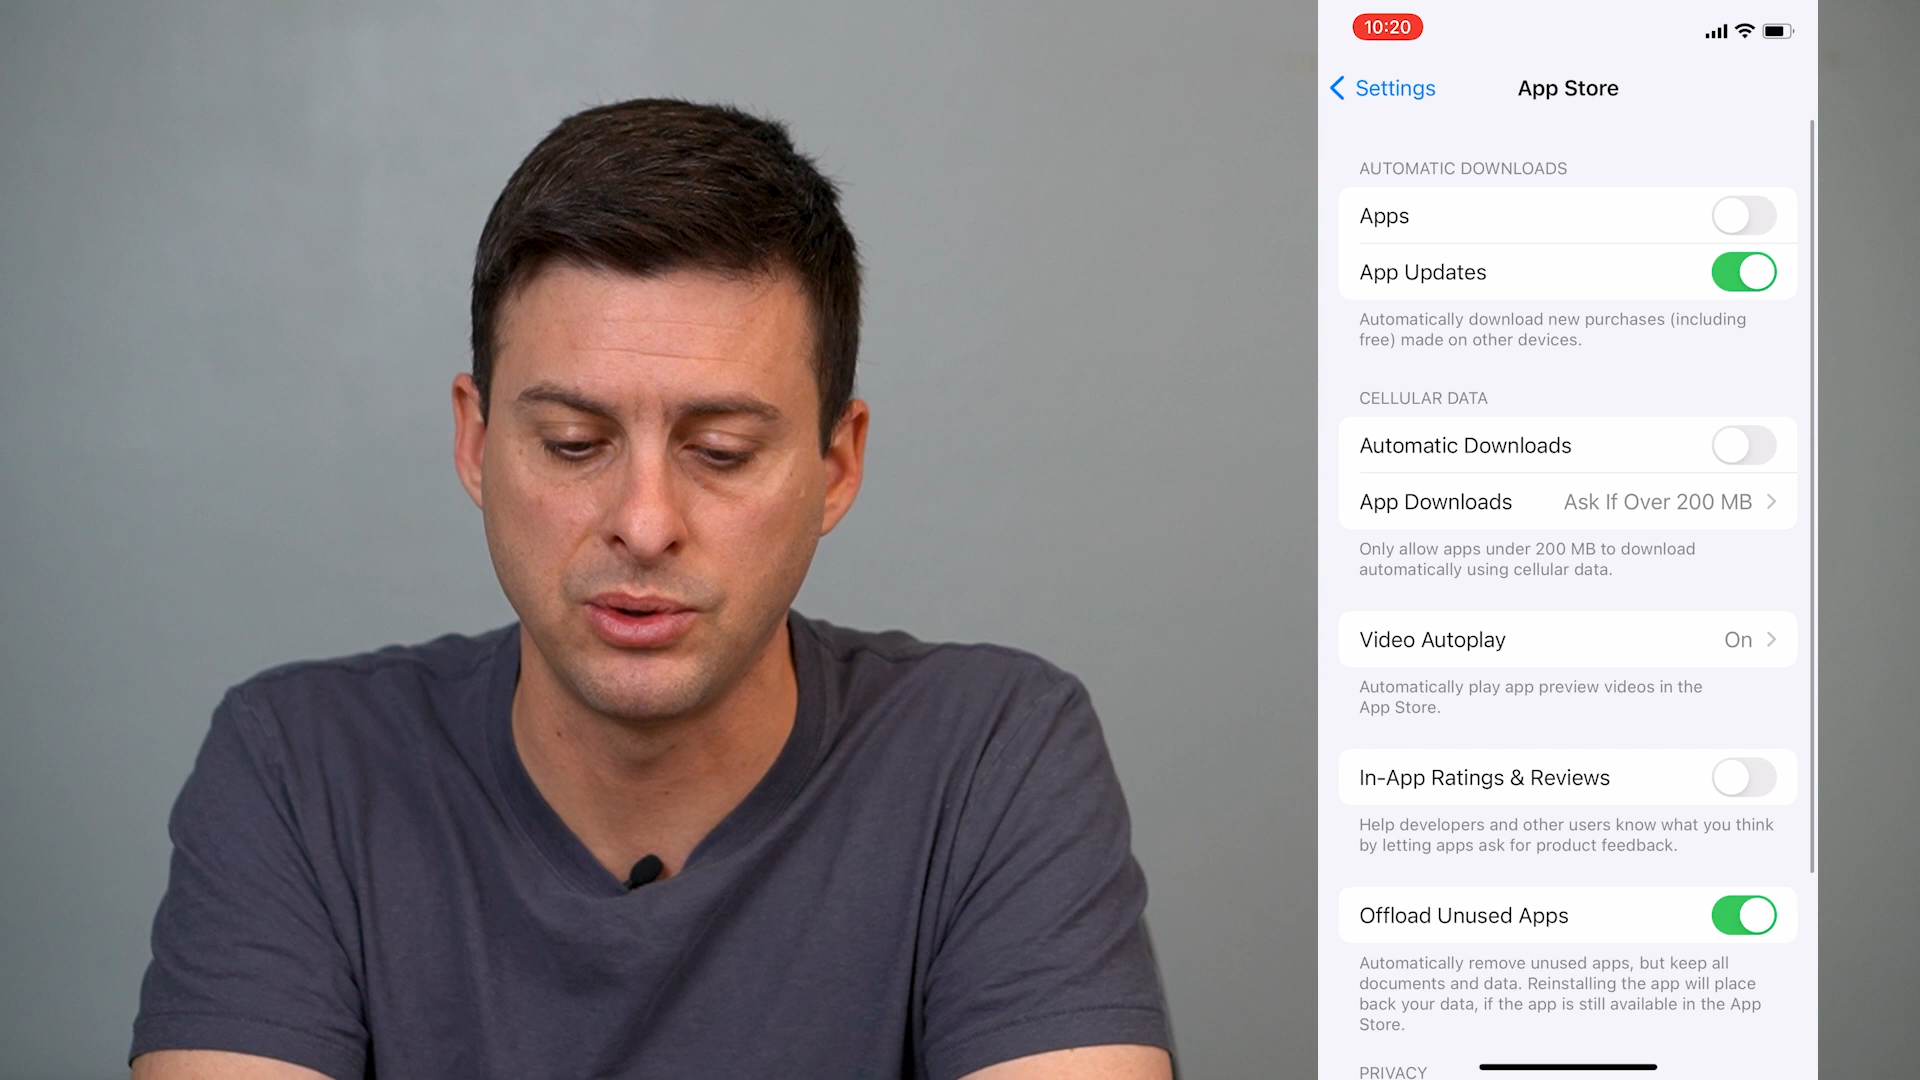 10:20
Settings
App Store
AUTOMATIC DOWNLOADS
Apps
App Updates
Automatically download new purchases (including
free) made on other devices.
CELLULAR DATA
Automatic Downloads
App Downloads Ask If Over 200 MB
Only allow apps under 200 MB to download
automatically using cellular data.
Video Autoplay On
Automatically play app preview videos in the
App Store.
In-App Ratings & Reviews
Help developers and other users know what you think
by letting apps ask for product feedback.
Offload Unused Apps
Automatically remove unused apps, but keep all
documents and data. Reinstalling the app will place
back your data, if the app is still available in the App
Store.
PRIVACY